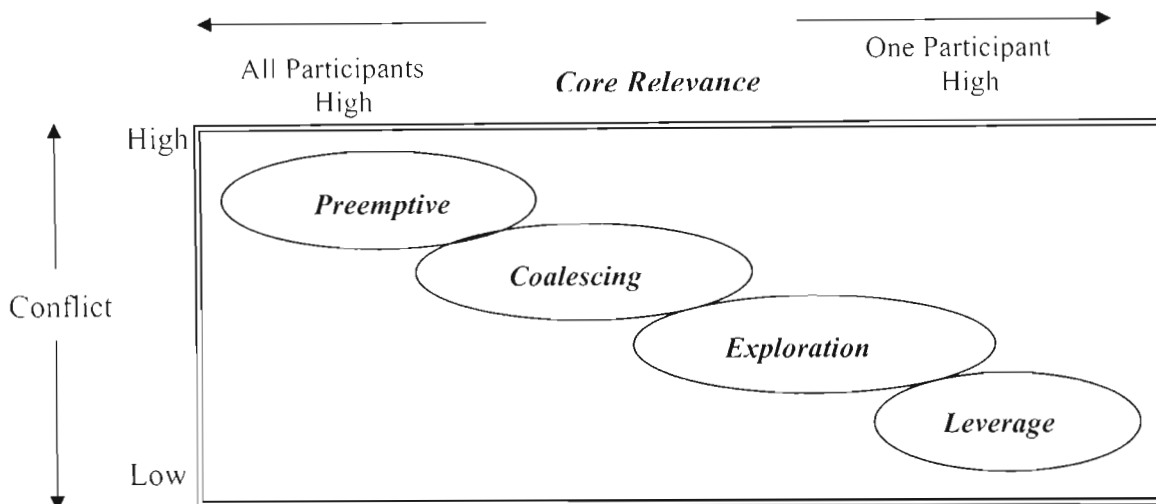 All Participants
High
Core Relevance
One Participant
High
High
Preemptive
Coalescing
Conflict
Exploration
Leverage
Low